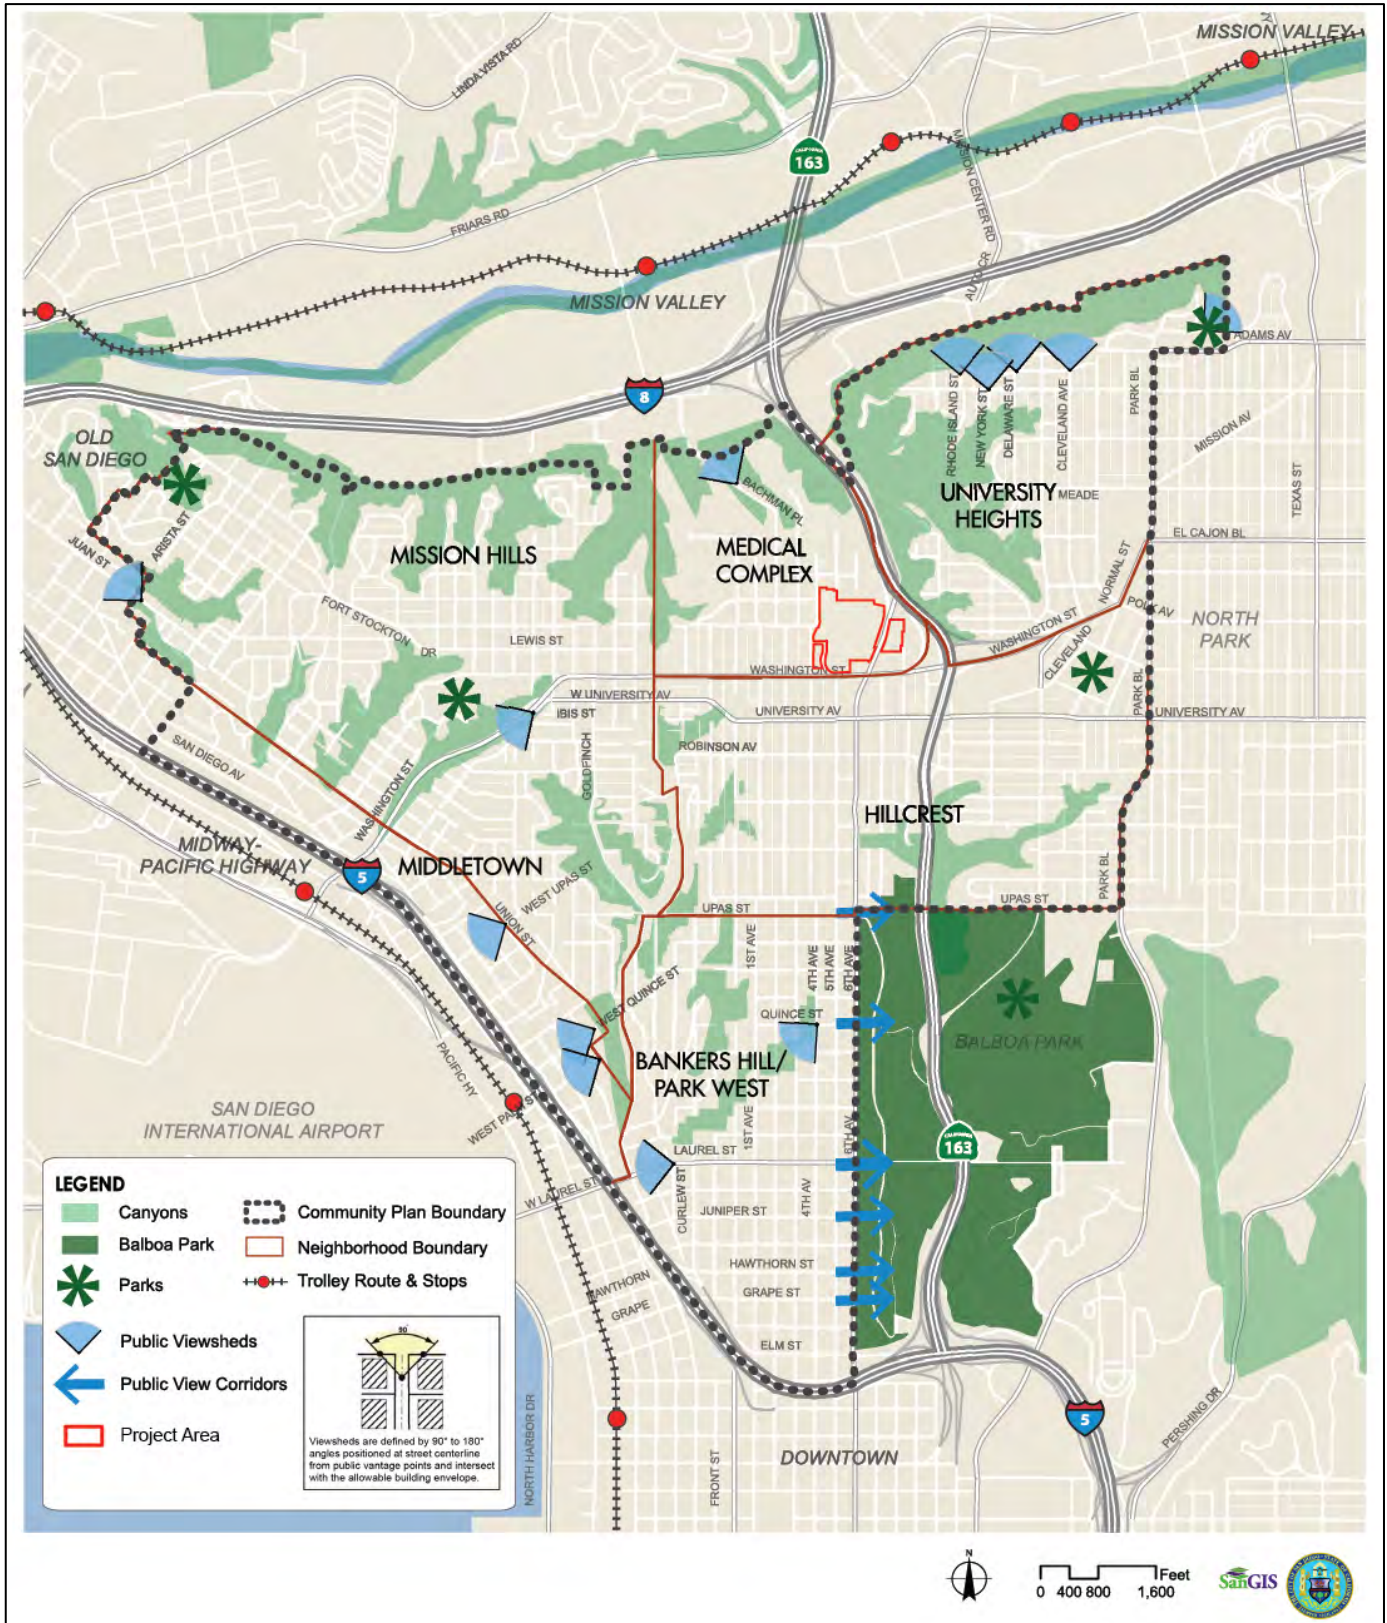 MISSION VALLEY
LINDA VISTA RD
CALIFORNIA
163
MISSION CENTER RD
FRIARS RD
AUTO CR
MISSION VALLEY
ADAMS AV
8
PARK BL
OLD
SAN DIEGO
RHODE ISLAND ST
NEW YORK ST
DELAWARE ST
CLEVELAND AVE
MISSION AV
TEXAS ST
BACHMAN PL
UNIVERSITY
HEIGHTS
MEADE
ARISTA ST
JUAN ST
MISSION HILLS
MEDICAL
COMPLEX
EL CAJON BL
NORMAL ST
FORT STOCKTON
DR
LEWIS ST
POLK AV
NORTH
PARK
WASHINGTON ST
CLEVELAND
WASHINGTON ST
W UNIVERSITY AV
IBIS ST
UNIVERSITY AV
PARK BL
UNIVERSITY AV
SAN DIEGO AV
ROBINSON AV
GOLDFINCH
WASHINGTON ST
HILLCREST
MIDWAY-
PACIFIC HIGHWAY
5
MIDDLETOWN
WEST UPAS ST
PARK BL
UNION ST
UPAS ST
UPAS ST
1ST AVE
4TH AVE
5TH AVE
6TH AVE
WEST QUINCE ST
QUINCE ST
PACIFIC HY
BANKERS HILL/
PARK WEST
BALBOA PARK
SAN DIEGO
INTERNATIONAL AIRPORT
WEST PALM ST
1ST AVE
6TH AV
CALIFORNIA
163
LAUREL ST
W LAUREL ST
CURLEW ST
JUNIPER ST
4TH AV
HAWTHORN ST
HAWTHORN
GRAPE ST
GRAPE
ELM ST
NORTH HARBOR DR
FRONT ST
DOWNTOWN
5
PERSHING DR
LEGEND
Canyons
Balboa Park
Parks
Public Viewsheds
Public View Corridors
Project Area
Community Plan Boundary
Neighborhood Boundary
Trolley Route & Stops
90°
Viewsheds are defined by 90° to 180°
angles positioned at street centerline
from public vantage points and intersect
with the allowable building envelope.
N
Feet
0 400 800 1,600
SanGIS